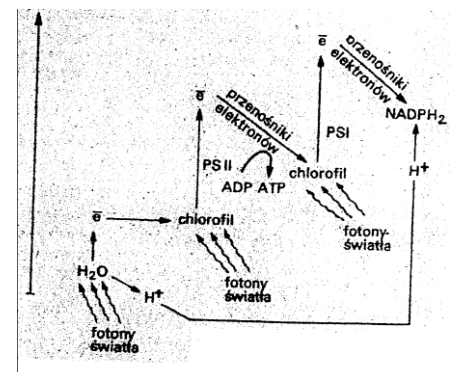 ē
przenośniki
elektronów
NADPH₂
ē
przenośniki
elektronów
PSI
PS II
ADP ATP
chlorofil
H⁺
fotony
światła
ē
chlorofil
H₂O
H⁺
fotony-
światła
fotony
światła